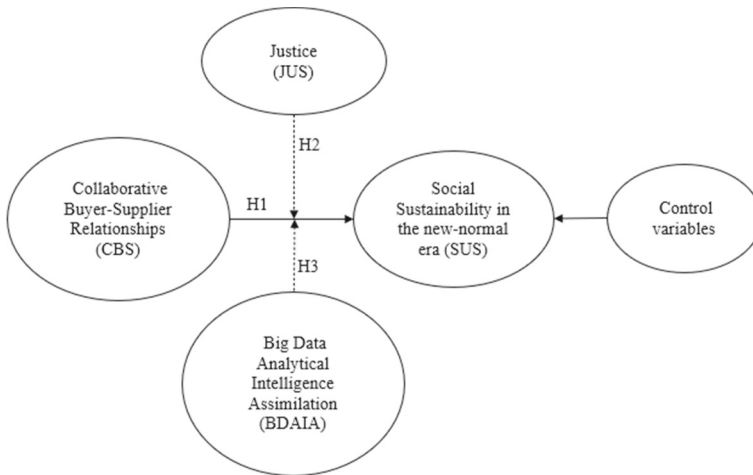 Justice
(JUS)
H2
Collaborative
Buyer-Supplier
Relationships
(CBS)
H1
Social
Sustainability in
the new-normal
era (SUS)
Control
variables
H3
Big Data
Analytical
Intelligence
Assimilation
(BDAIA)